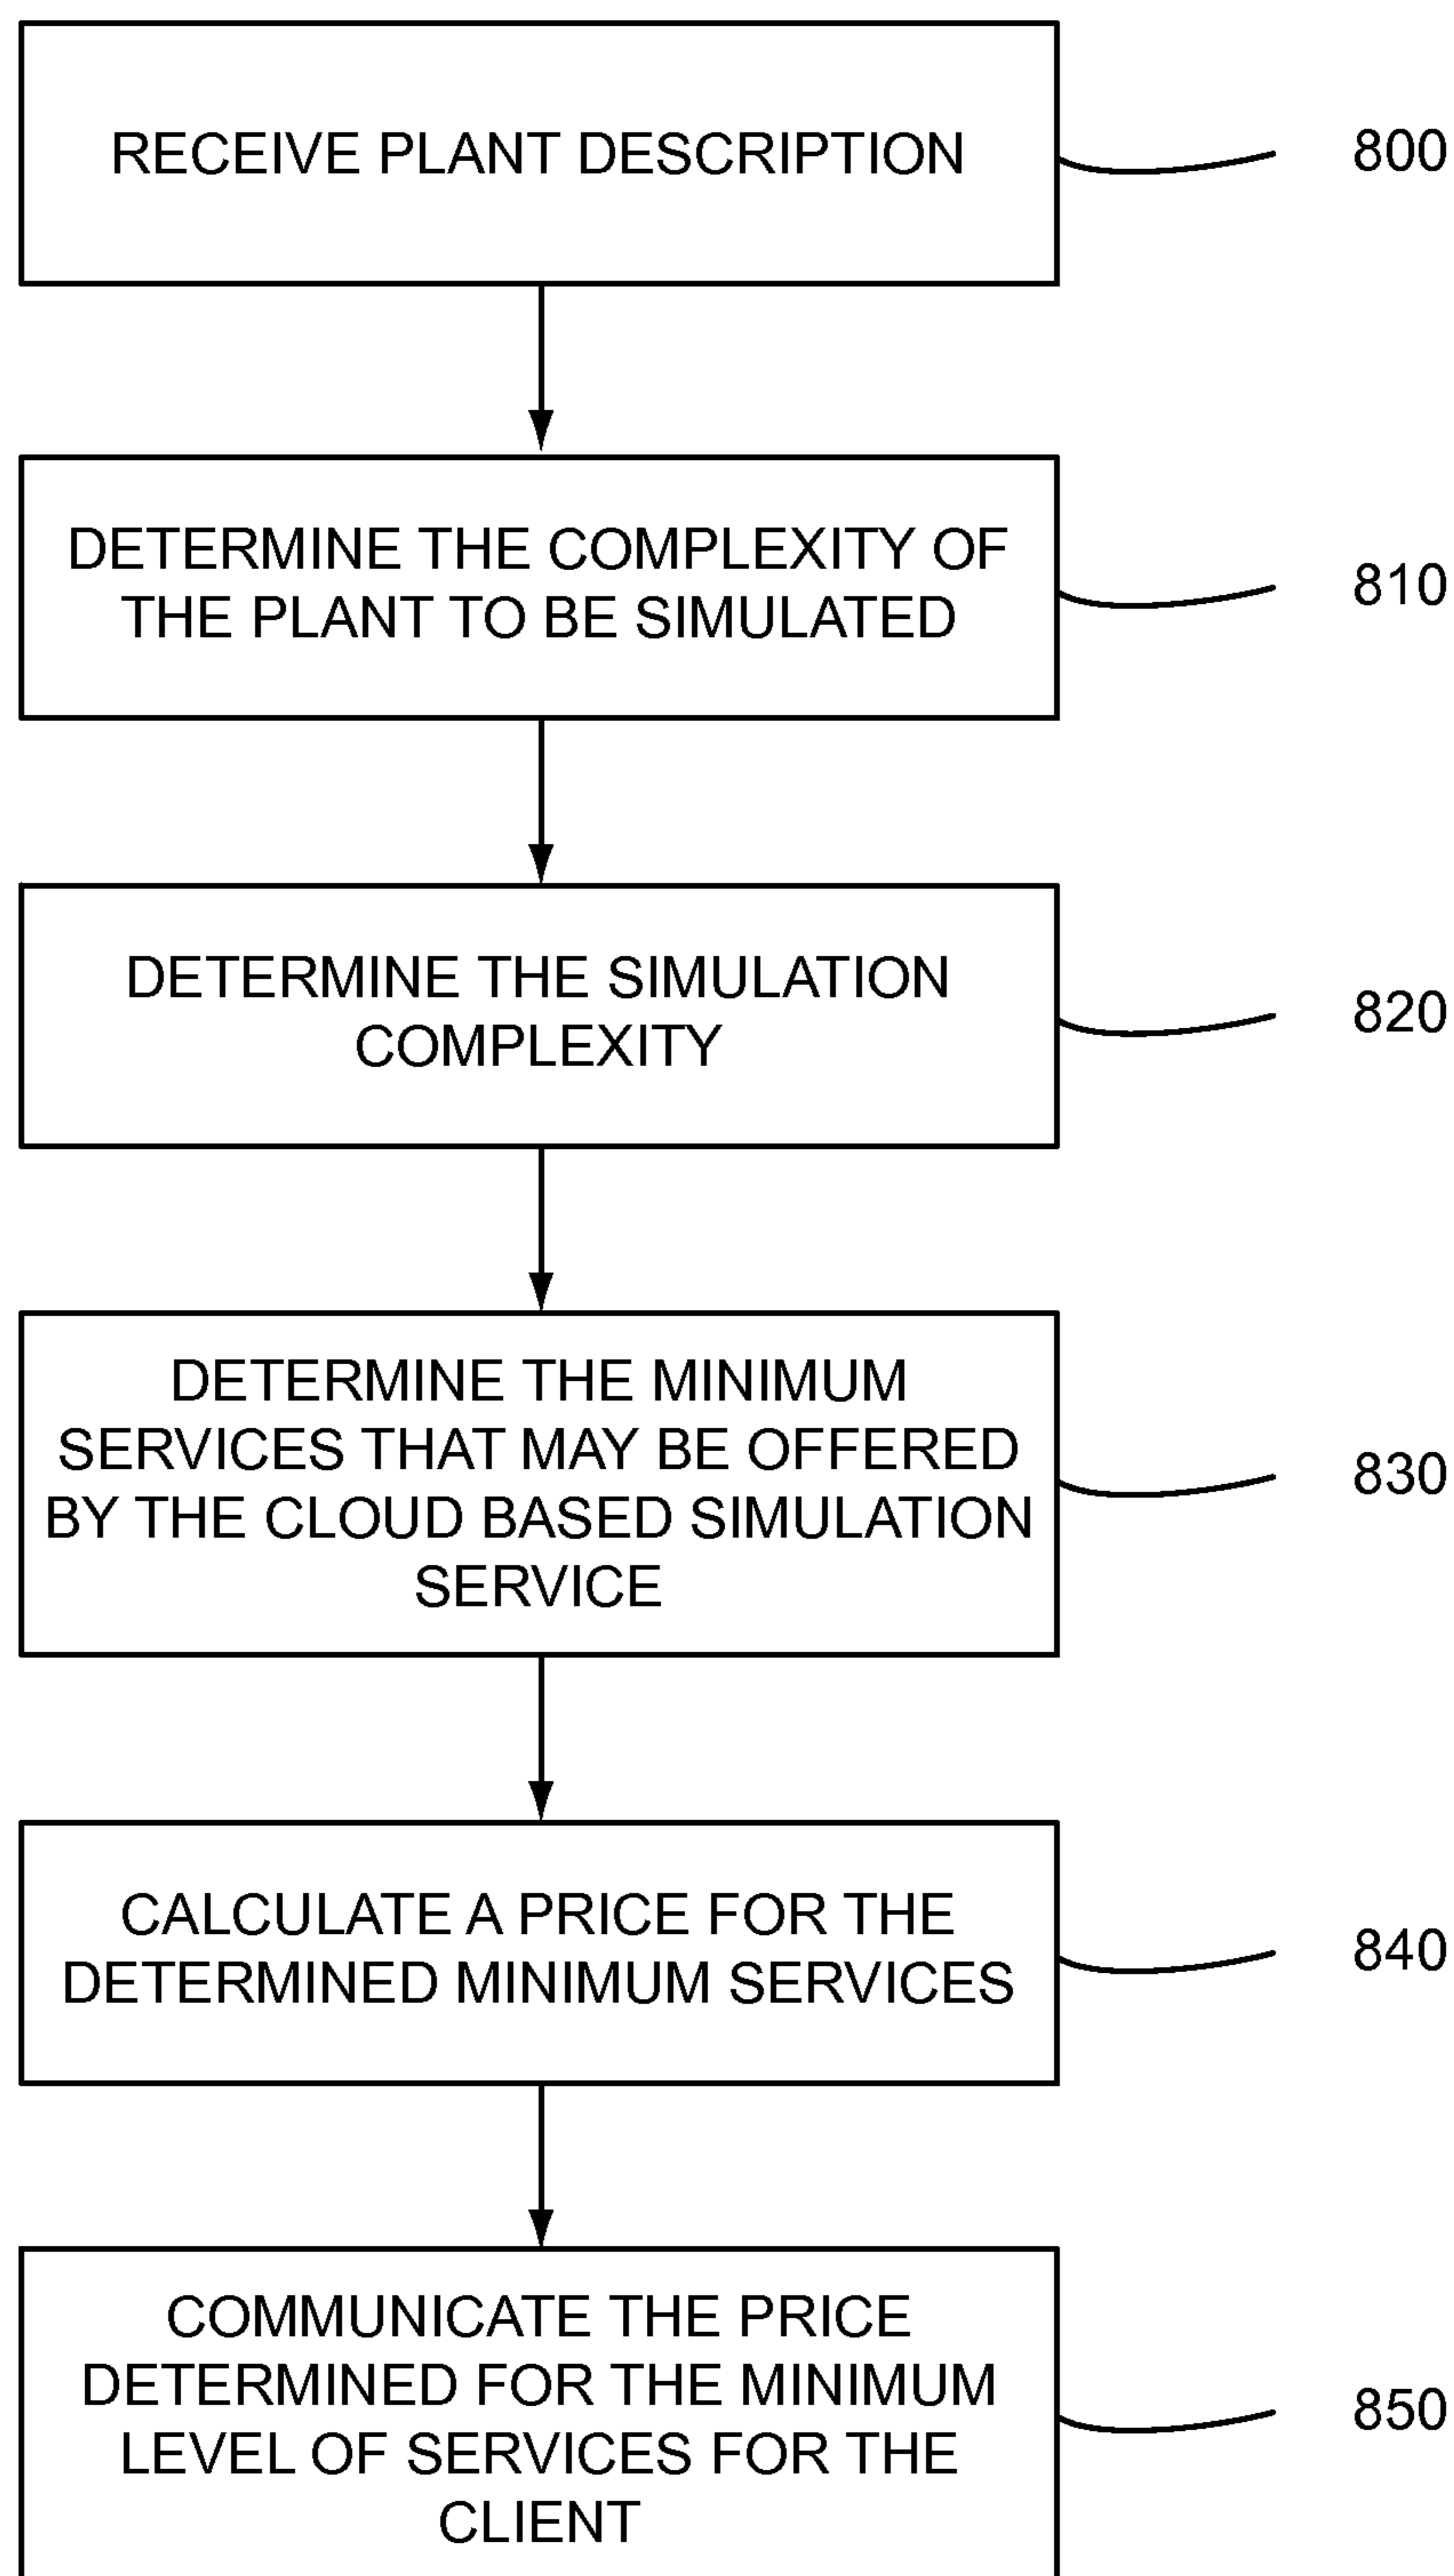 RECEIVE PLANT DESCRIPTION
800
DETERMINE THE COMPLEXITY OF
THE PLANT TO BE SIMULATED
810
DETERMINE THE SIMULATION
COMPLEXITY
820
DETERMINE THE MINIMUM
SERVICES THAT MAY BE OFFERED
BY THE CLOUD BASED SIMULATION
SERVICE
830
CALCULATE A PRICE FOR THE
DETERMINED MINIMUM SERVICES
840
COMMUNICATE THE PRICE
DETERMINED FOR THE MINIMUM
LEVEL OF SERVICES FOR THE
CLIENT
850